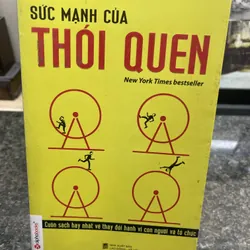 SỨC MẠNH CỦA
THÓI QUEN
New York Times bestseller
Cuốn sách hay nhất về thay đổi hành vi con người và tổ chức